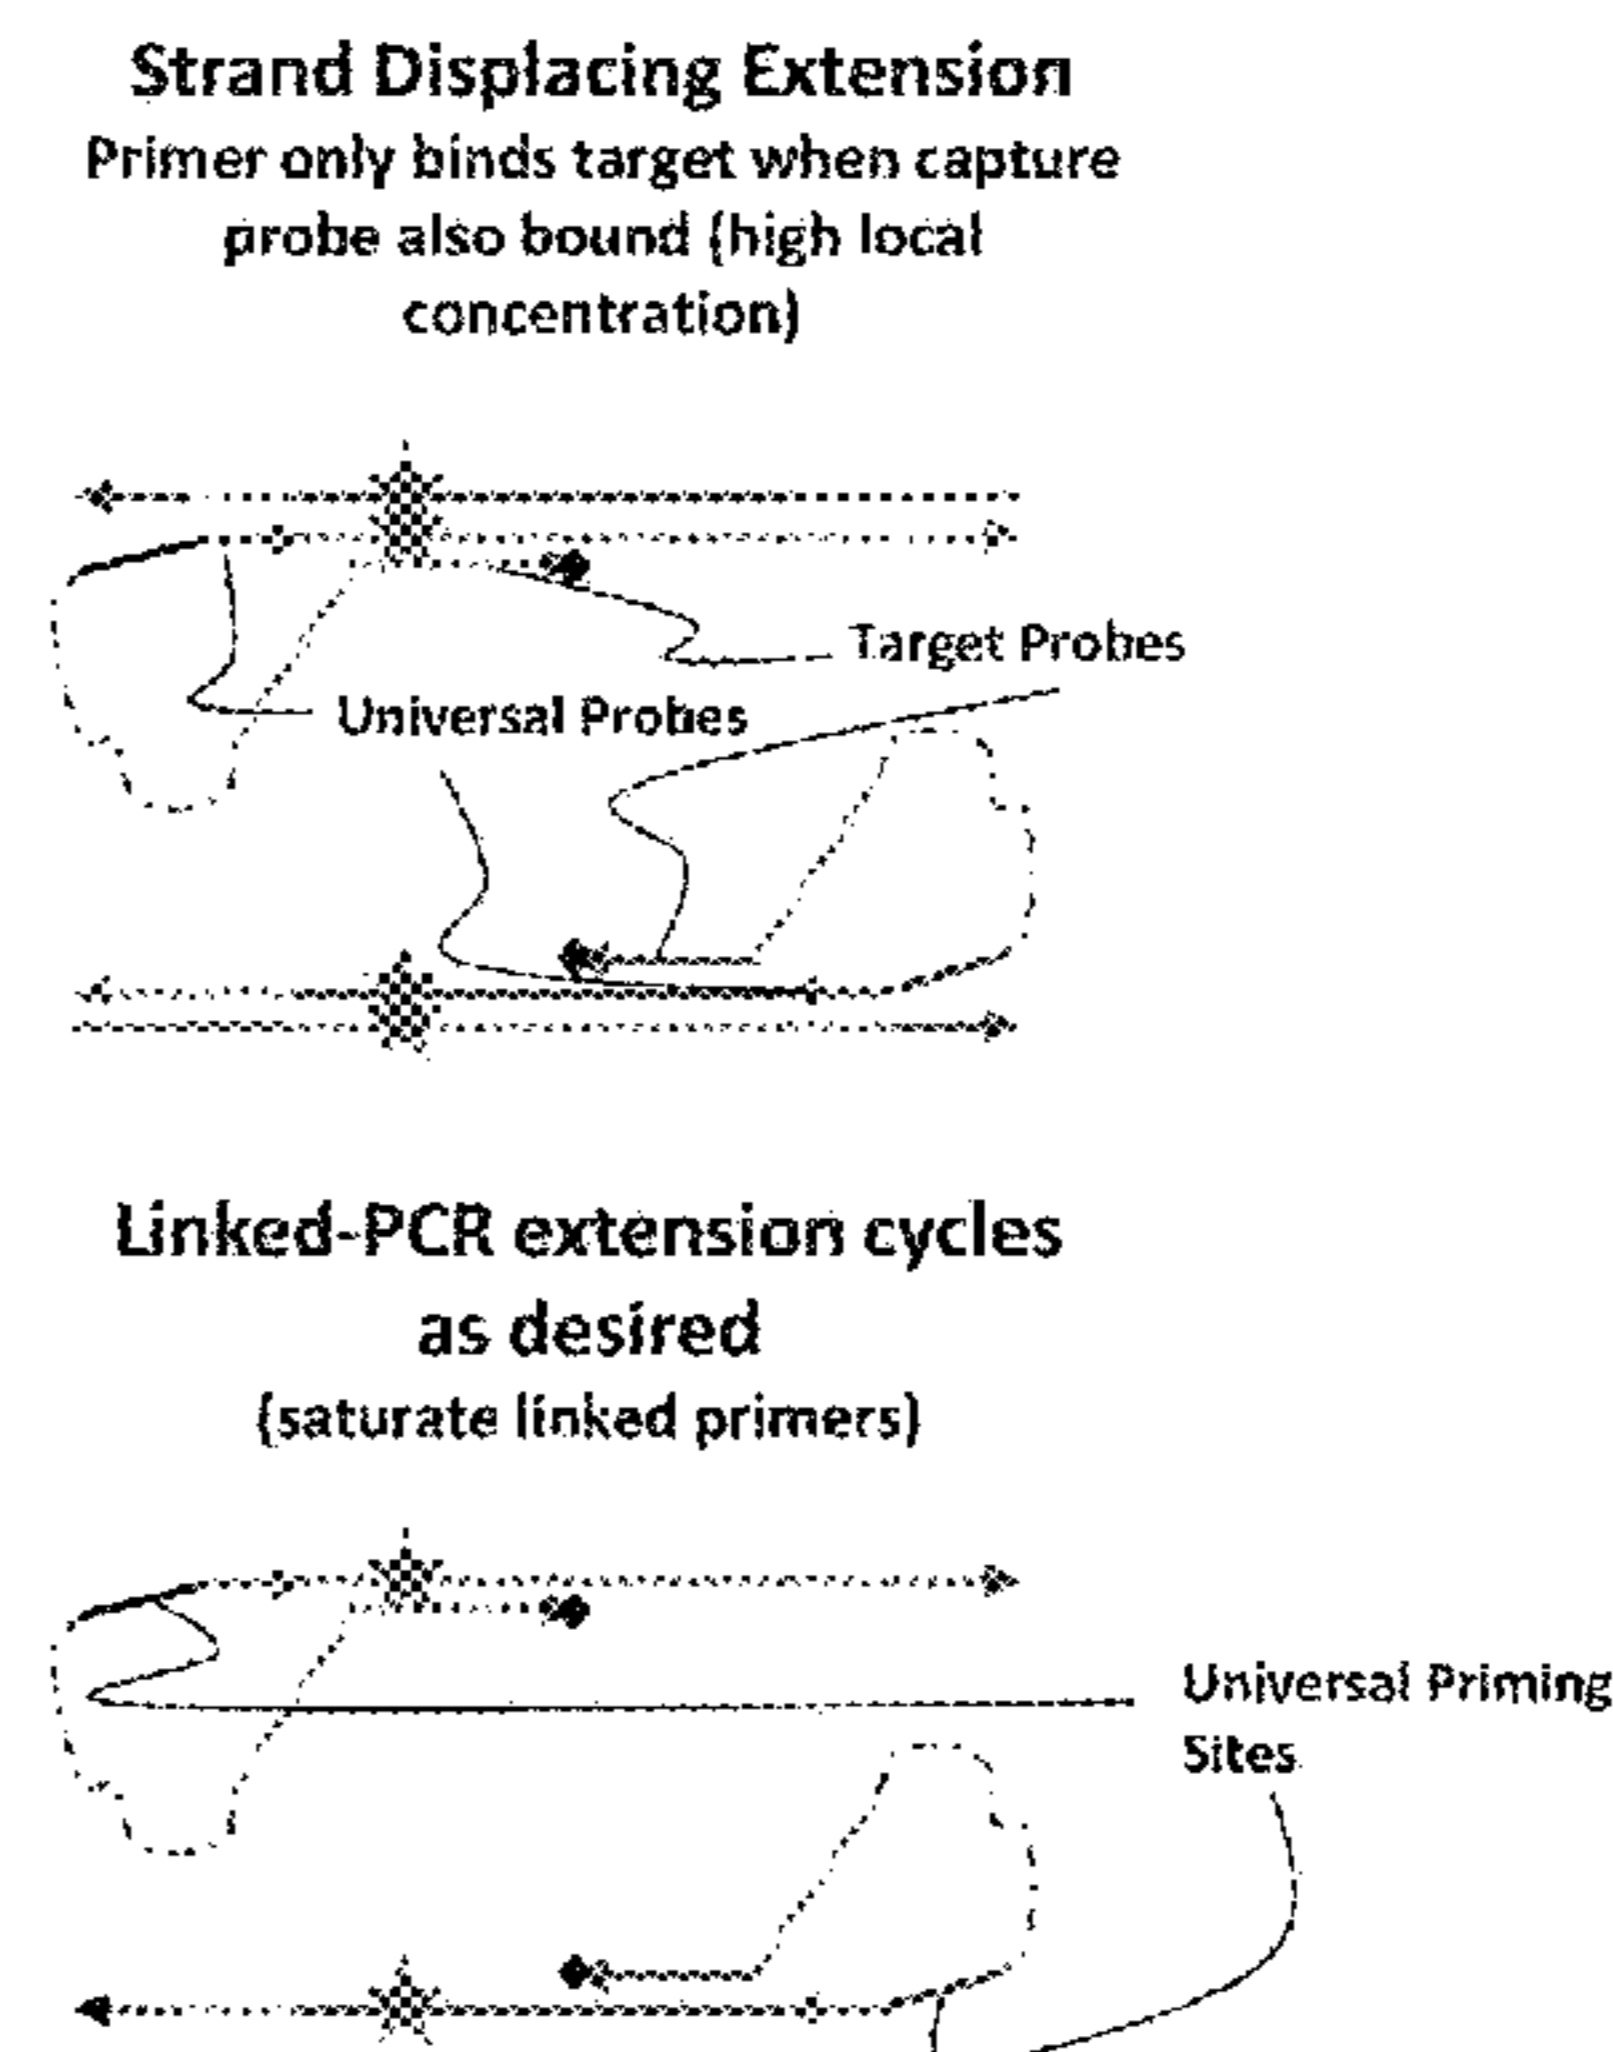 Strand Displacing Extension
Primer only binds target when capture
probe also bound (high local
concentration)
Target Probes
Universal Probes
Linked-PCR extension cycles
as desired
(saturate linked primers)
Universal Priming
Sites